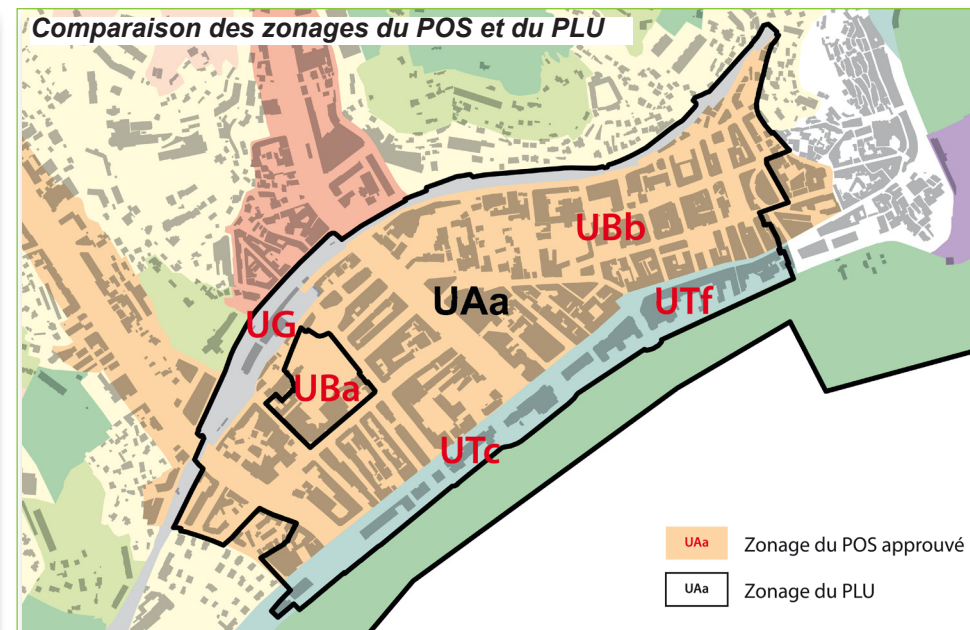 Comparaison des zonages du POS et du PLU
UBb
UAa
UTf
UG
UBa
UTc
UAa Zonage du POS approuvé
UAa Zonage du PLU